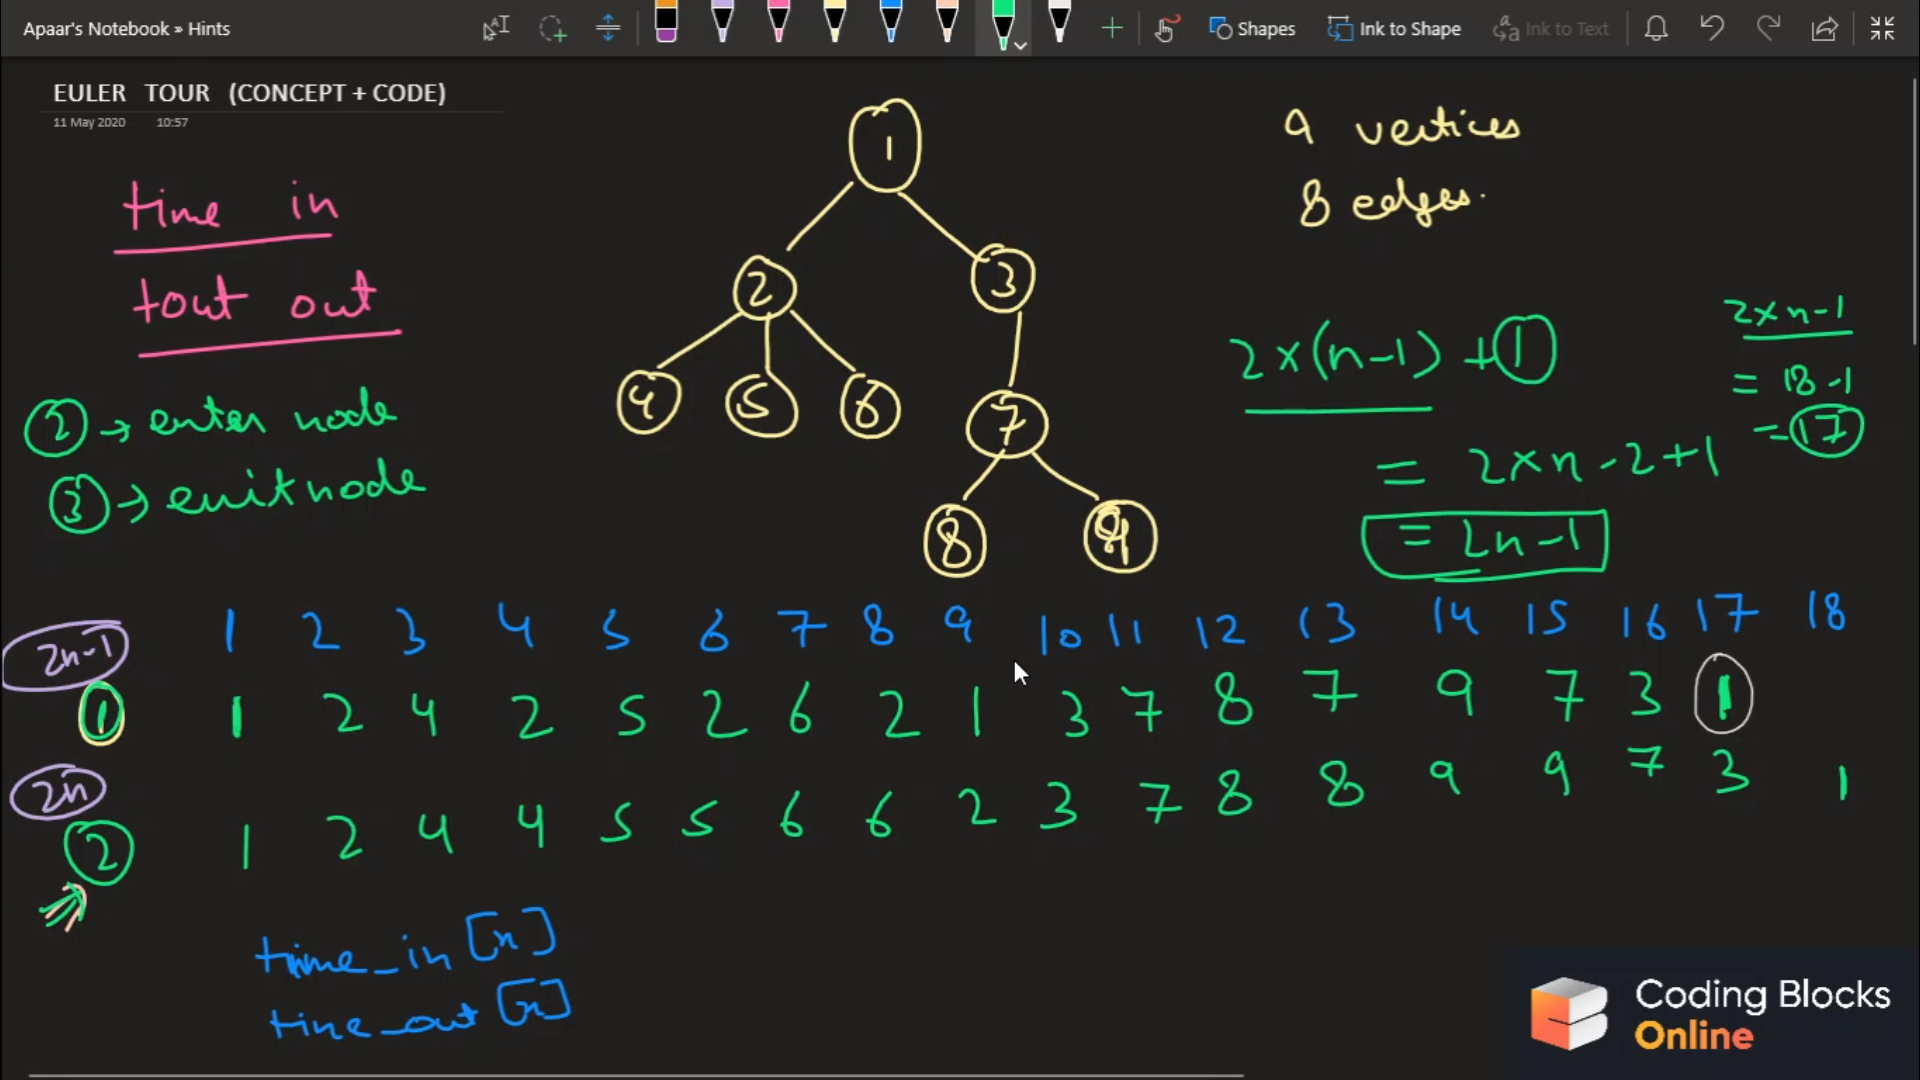 Apaar's Notebook » Hints
Shapes
Ink to Shape
Ink to Text
EULER TOUR (CONCEPT + CODE)
11 May 2020 10:57
time in
tout out
2 → enter node
3 → exit node
1
2 3
4 5 6 7
8 9
9 vertices
8 edges.
2×(n-1) +1
= 2×n-2+1
= 2n-1
2×n-1
= 18-1
= 17
2n-1
1 2 3 4 5 6 7 8 9 10 11 12 13 14 15 16 17 18
1 1 2 4 2 5 2 6 2 1 3 7 8 7 9 7 3 1
2n
2 1 2 4 4 5 5 6 6 2 3 7 8 8 9 9 7 3 1
time_in [x]
time_out [x]
Coding Blocks
Online